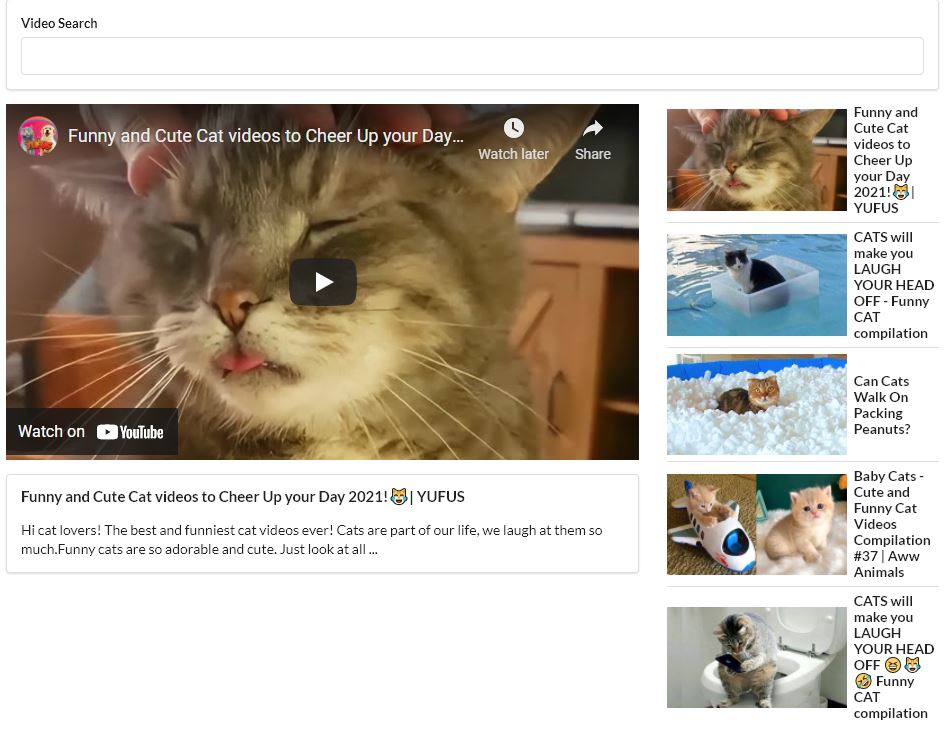 Video Search
Funny and Cute Cat videos to Cheer Up your Day...
Watch later
Share
Watch on YouTube
Funny and Cute Cat videos to Cheer Up your Day 2021!😹| YUFUS
Hi cat lovers! The best and funniest cat videos ever! Cats are part of our life, we laugh at them so
much.Funny cats are so adorable and cute. Just look at all ...
Funny and
Cute Cat
videos to
Cheer Up
your Day
2021!😹|
YUFUS
CATS will
make you
LAUGH
YOUR HEAD
OFF - Funny
CAT
compilation
Can Cats
Walk On
Packing
Peanuts?
Baby Cats -
Cute and
Funny Cat
Videos
Compilation
#37 | Aww
Animals
CATS will
make you
LAUGH
YOUR HEAD
OFF 😆😹
🤣 Funny
CAT
compilation